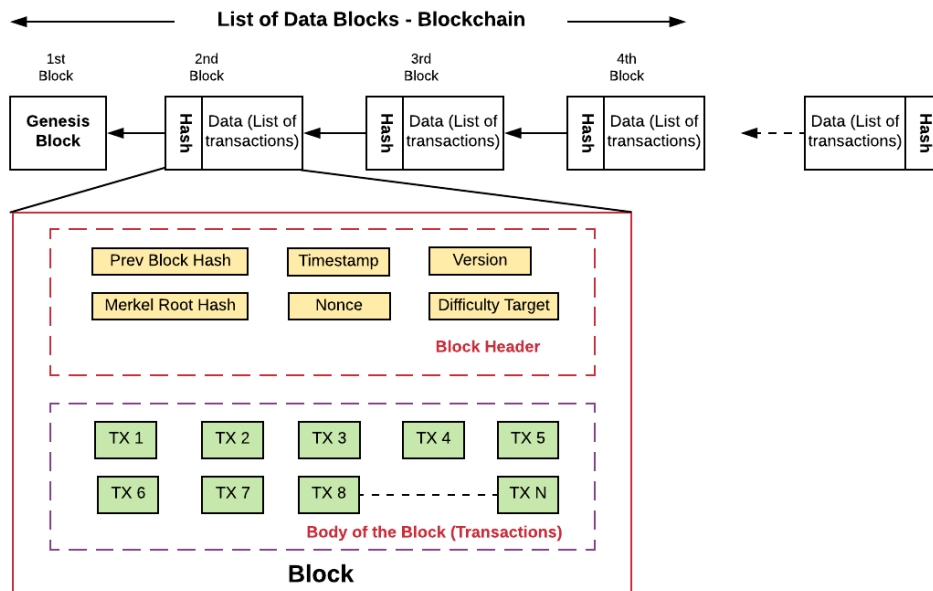 List of Data Blocks - Blockchain
1st
Block
2nd
Block
3rd
Block
4th
Block
Genesis
Block
Hash
Data (List of
transactions)
Hash
Data (List of
transactions)
Hash
Data (List of
transactions)
Data (List of
transactions)
Hash
Prev Block Hash
Timestamp
Version
Merkel Root Hash
Nonce
Difficulty Target
Block Header
TX 1
TX 2
TX 3
TX 4
TX 5
TX 6
TX 7
TX 8
TX N
Body of the Block (Transactions)
Block